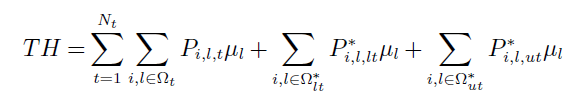 TH = \sum_{t=1}^{N_t} \sum_{i,l \in \Omega_t} P_{i,l,t} \mu_l + \sum_{i,l \in \Omega_{lt}^*} P_{i,l,lt}^* \mu_l + \sum_{i,l \in \Omega_{ut}^*} P_{i,l,ut}^* \mu_l